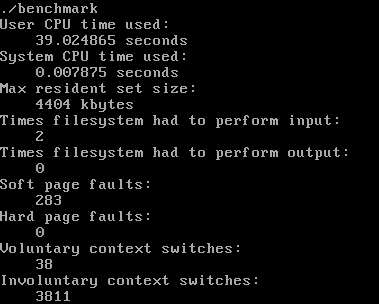 ./benchmark
User CPU time used:
    39.024865 seconds
System CPU time used:
    0.007875 seconds
Max resident set size:
    4404 kbytes
Times filesystem had to perform input:
    2
Times filesystem had to perform output:
    0
Soft page faults:
    283
Hard page faults:
    0
Voluntary context switches:
    38
Involuntary context switches:
    3811